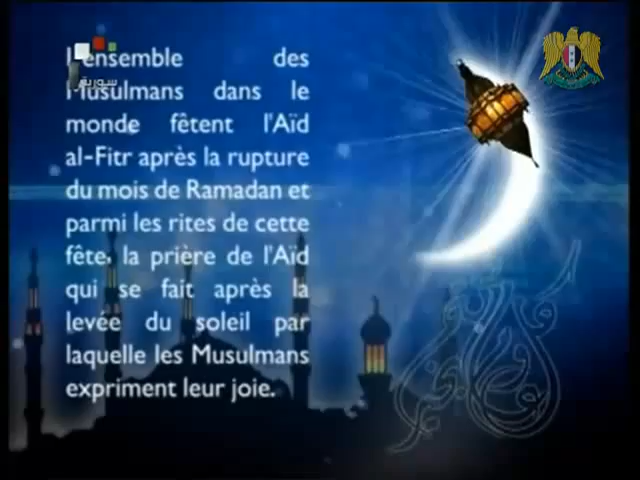 l'ensemble des
Musulmans dans le
monde fêtent l'Aïd
al-Fitr après la rupture
du mois de Ramadan et
parmi les rites de cette
fête, la prière de l'Aïd
qui se fait après la
levée du soleil par
laquelle les Musulmans
expriment leur joie.
سورية